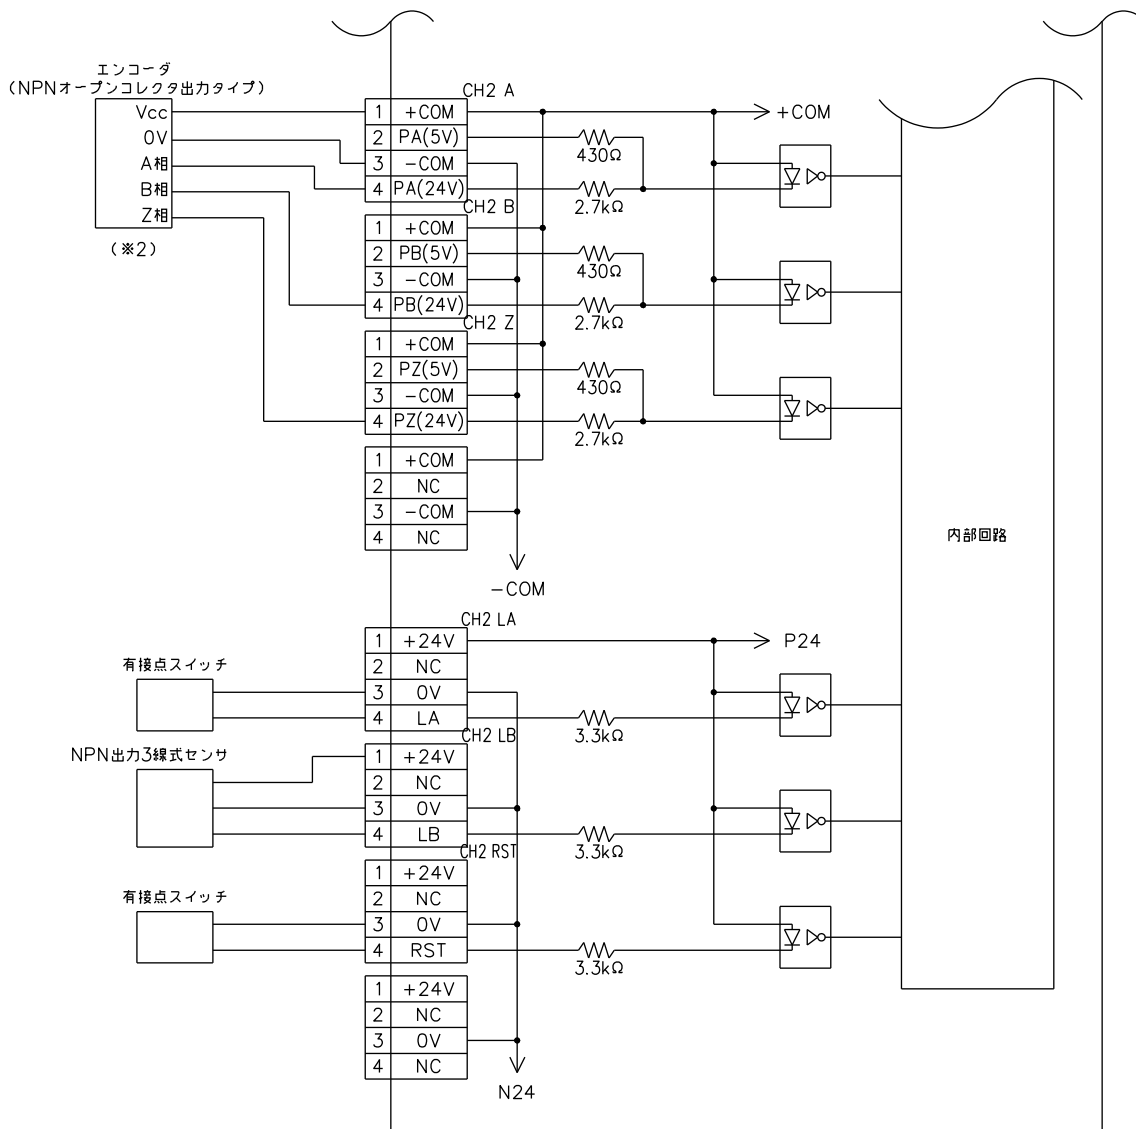 エンコーダ
(NPNオープンコレクタ出力タイプ)
Vcc
0V
A相
B相
Z相
(※2)
CH2 A
1 +COM
2 PA(5V)
3 -COM
4 PA(24V)
430Ω
2.7kΩ
+COM
CH2 B
1 +COM
2 PB(5V)
3 -COM
4 PB(24V)
430Ω
2.7kΩ
CH2 Z
1 +COM
2 PZ(5V)
3 -COM
4 PZ(24V)
430Ω
2.7kΩ
1 +COM
2 NC
3 -COM
4 NC
-COM
内部回路
CH2 LA
1 +24V
2 NC
3 0V
4 LA
有接点スイッチ
3.3kΩ
P24
CH2 LB
NPN出力3線式センサ
1 +24V
2 NC
3 0V
4 LB
3.3kΩ
CH2 RST
有接点スイッチ
1 +24V
2 NC
3 0V
4 RST
3.3kΩ
1 +24V
2 NC
3 0V
4 NC
N24